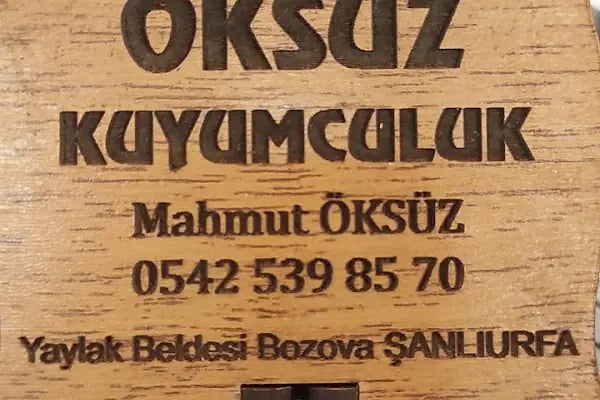 ÖKSÜZ
KUYUMCULUK
Mahmut ÖKSÜZ
0542 539 85 70
Yaylak Beldesi Bozova ŞANLIURFA